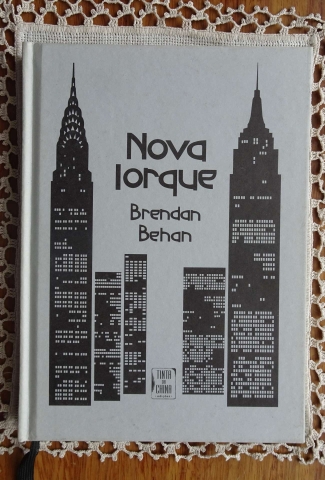 Nova
Iorque
Brendan
Behan
TINTA
DA
CHINA